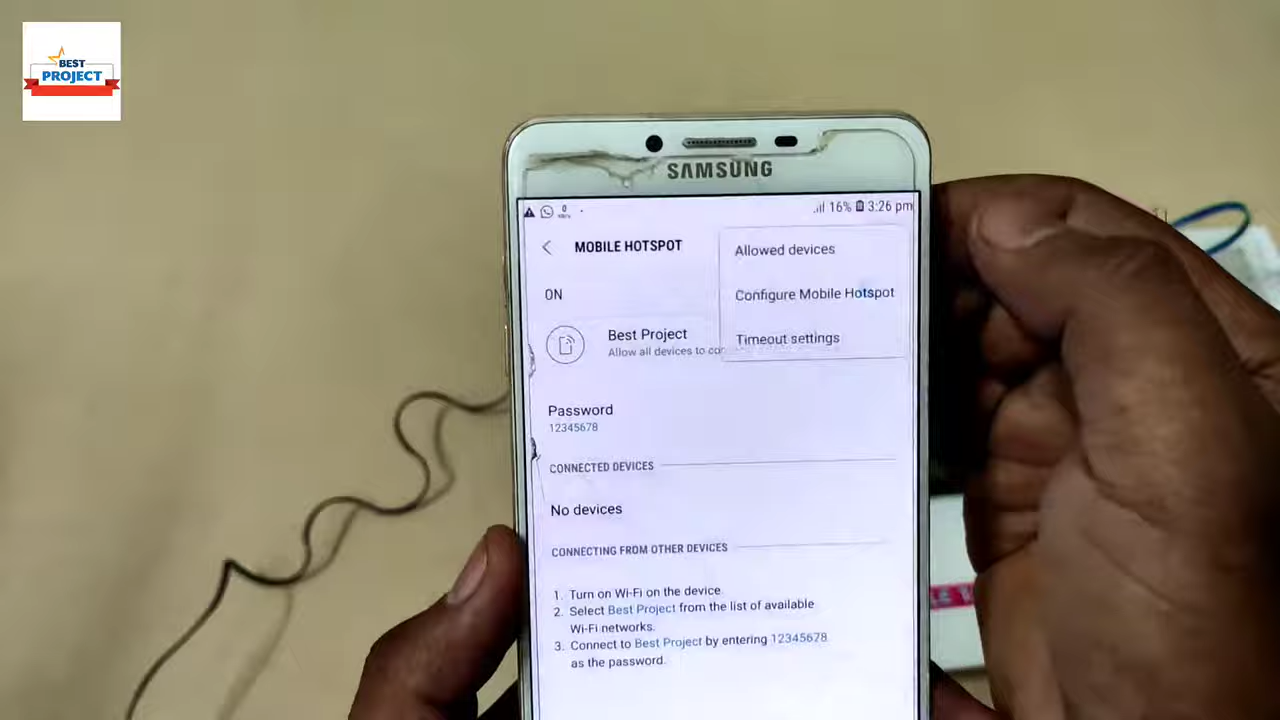 BEST
PROJECT
SAMSUNG
0
16% 3:26 pm
MOBILE HOTSPOT
Allowed devices
ON
Configure Mobile Hotspot
Best Project
Timeout settings
Allow all devices to con
Password
12345678
CONNECTED DEVICES
No devices
CONNECTING FROM OTHER DEVICES
1. Turn on Wi-Fi on the device.
2. Select Best Project from the list of available
Wi-Fi networks.
3. Connect to Best Project by entering 12345678
as the password.